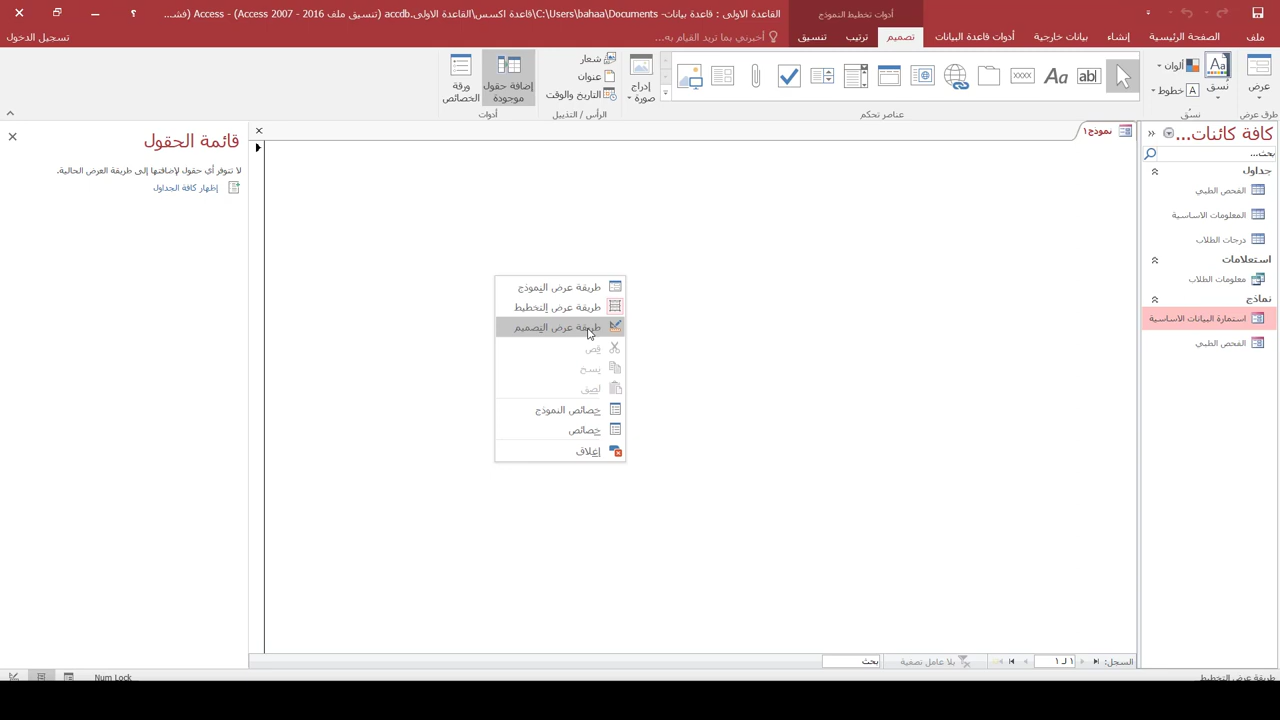 القاعدة الاولى : قاعدة بيانات- C:\Users\bahaa\Documents\قاعدة اكسس\القاعدة الاولى.accdb (تنسيق ملف Access 2007 - 2016) - Access (فش...
أدوات تخطيط النموذج
ملف
الصفحة الرئيسية
إنشاء
بيانات خارجية
أدوات قاعدة البيانات
تصميم
ترتيب
تنسيق
أخبرني بما تريد القيام به...
تسجيل الدخول
عرض
نسق
ألوان
خطوط
إدراج صورة
شعار
عنوان
التاريخ والوقت
إضافة حقول موجودة
ورقة الخصائص
طرق عرض
نسُق
عناصر تحكم
الرأس / التذييل
أدوات
كافة كائنات...
بحث...
جداول
الفحص الطبي
المعلومات الاساسية
درجات الطلاب
استعلامات
معلومات الطلاب
نماذج
استمارة البيانات الاساسية
الفحص الطبي
نموذج١
طريقة عرض النموذج
طريقة عرض التخطيط
طريقة عرض التصميم
قص
نسخ
لصق
خصائص النموذج
خصائص
إغلاق
قائمة الحقول
لا تتوفر أي حقول لإضافتها إلى طريقة العرض الحالية.
إظهار كافة الجداول
السجل:
١ لـ ١
بلا عامل تصفية
بحث
طريقة عرض التخطيط
Num Lock